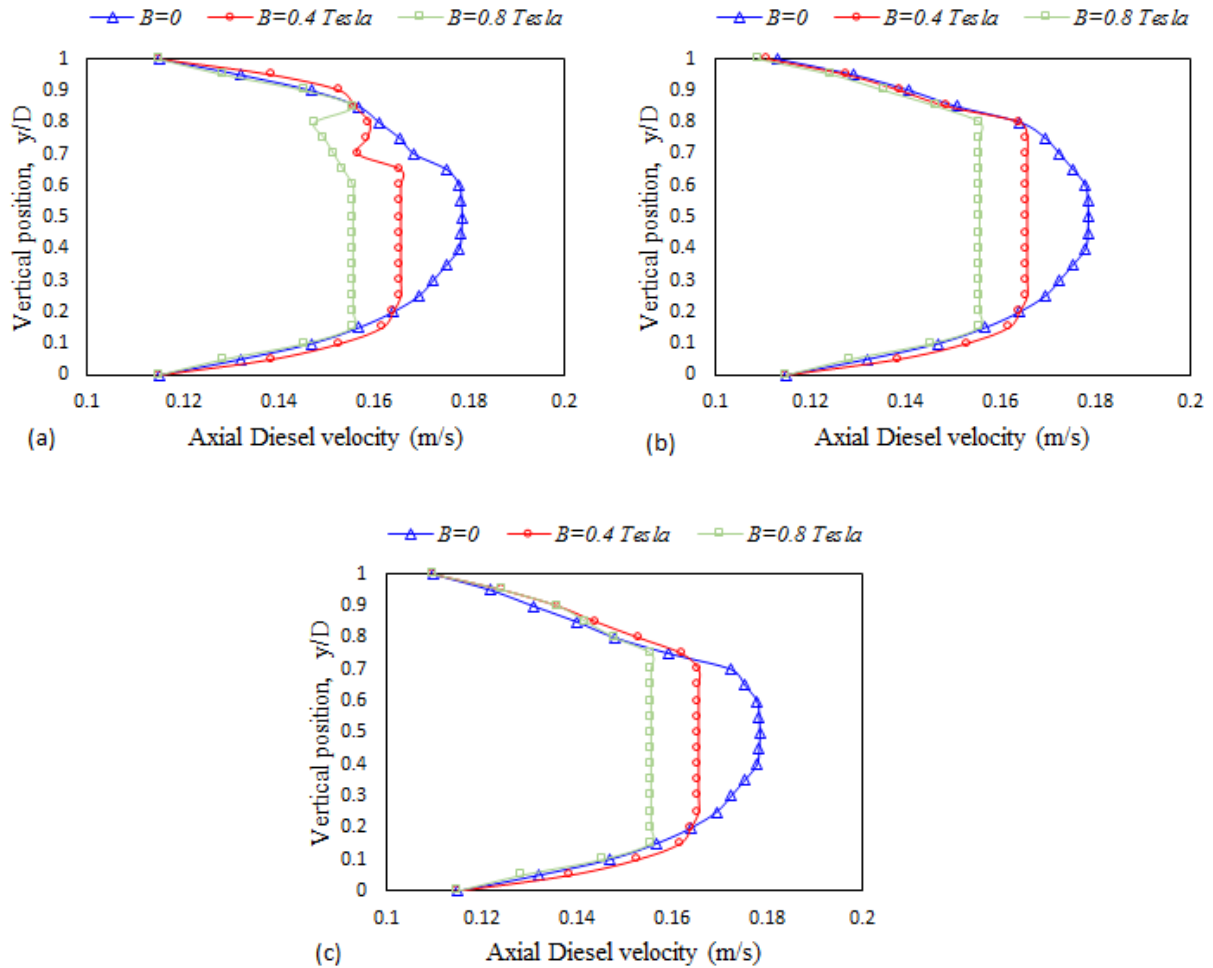 B=0 B=0.4 Tesla B=0.8 Tesla
1
0.9
0.8
0.7
0.6
0.5
0.4
0.3
0.2
0.1
0
Vertical position, y/D
0.1 0.12 0.14 0.16 0.18 0.2
(a) Axial Diesel velocity (m/s)
B=0 B=0.4 Tesla B=0.8 Tesla
1
0.9
0.8
0.7
0.6
0.5
0.4
0.3
0.2
0.1
0
Vertical position, y/D
0.1 0.12 0.14 0.16 0.18 0.2
(b) Axial Diesel velocity (m/s)
B=0 B=0.4 Tesla B=0.8 Tesla
1
0.9
0.8
0.7
0.6
0.5
0.4
0.3
0.2
0.1
0
Vertical position, y/D
0.1 0.12 0.14 0.16 0.18 0.2
(c) Axial Diesel velocity (m/s)